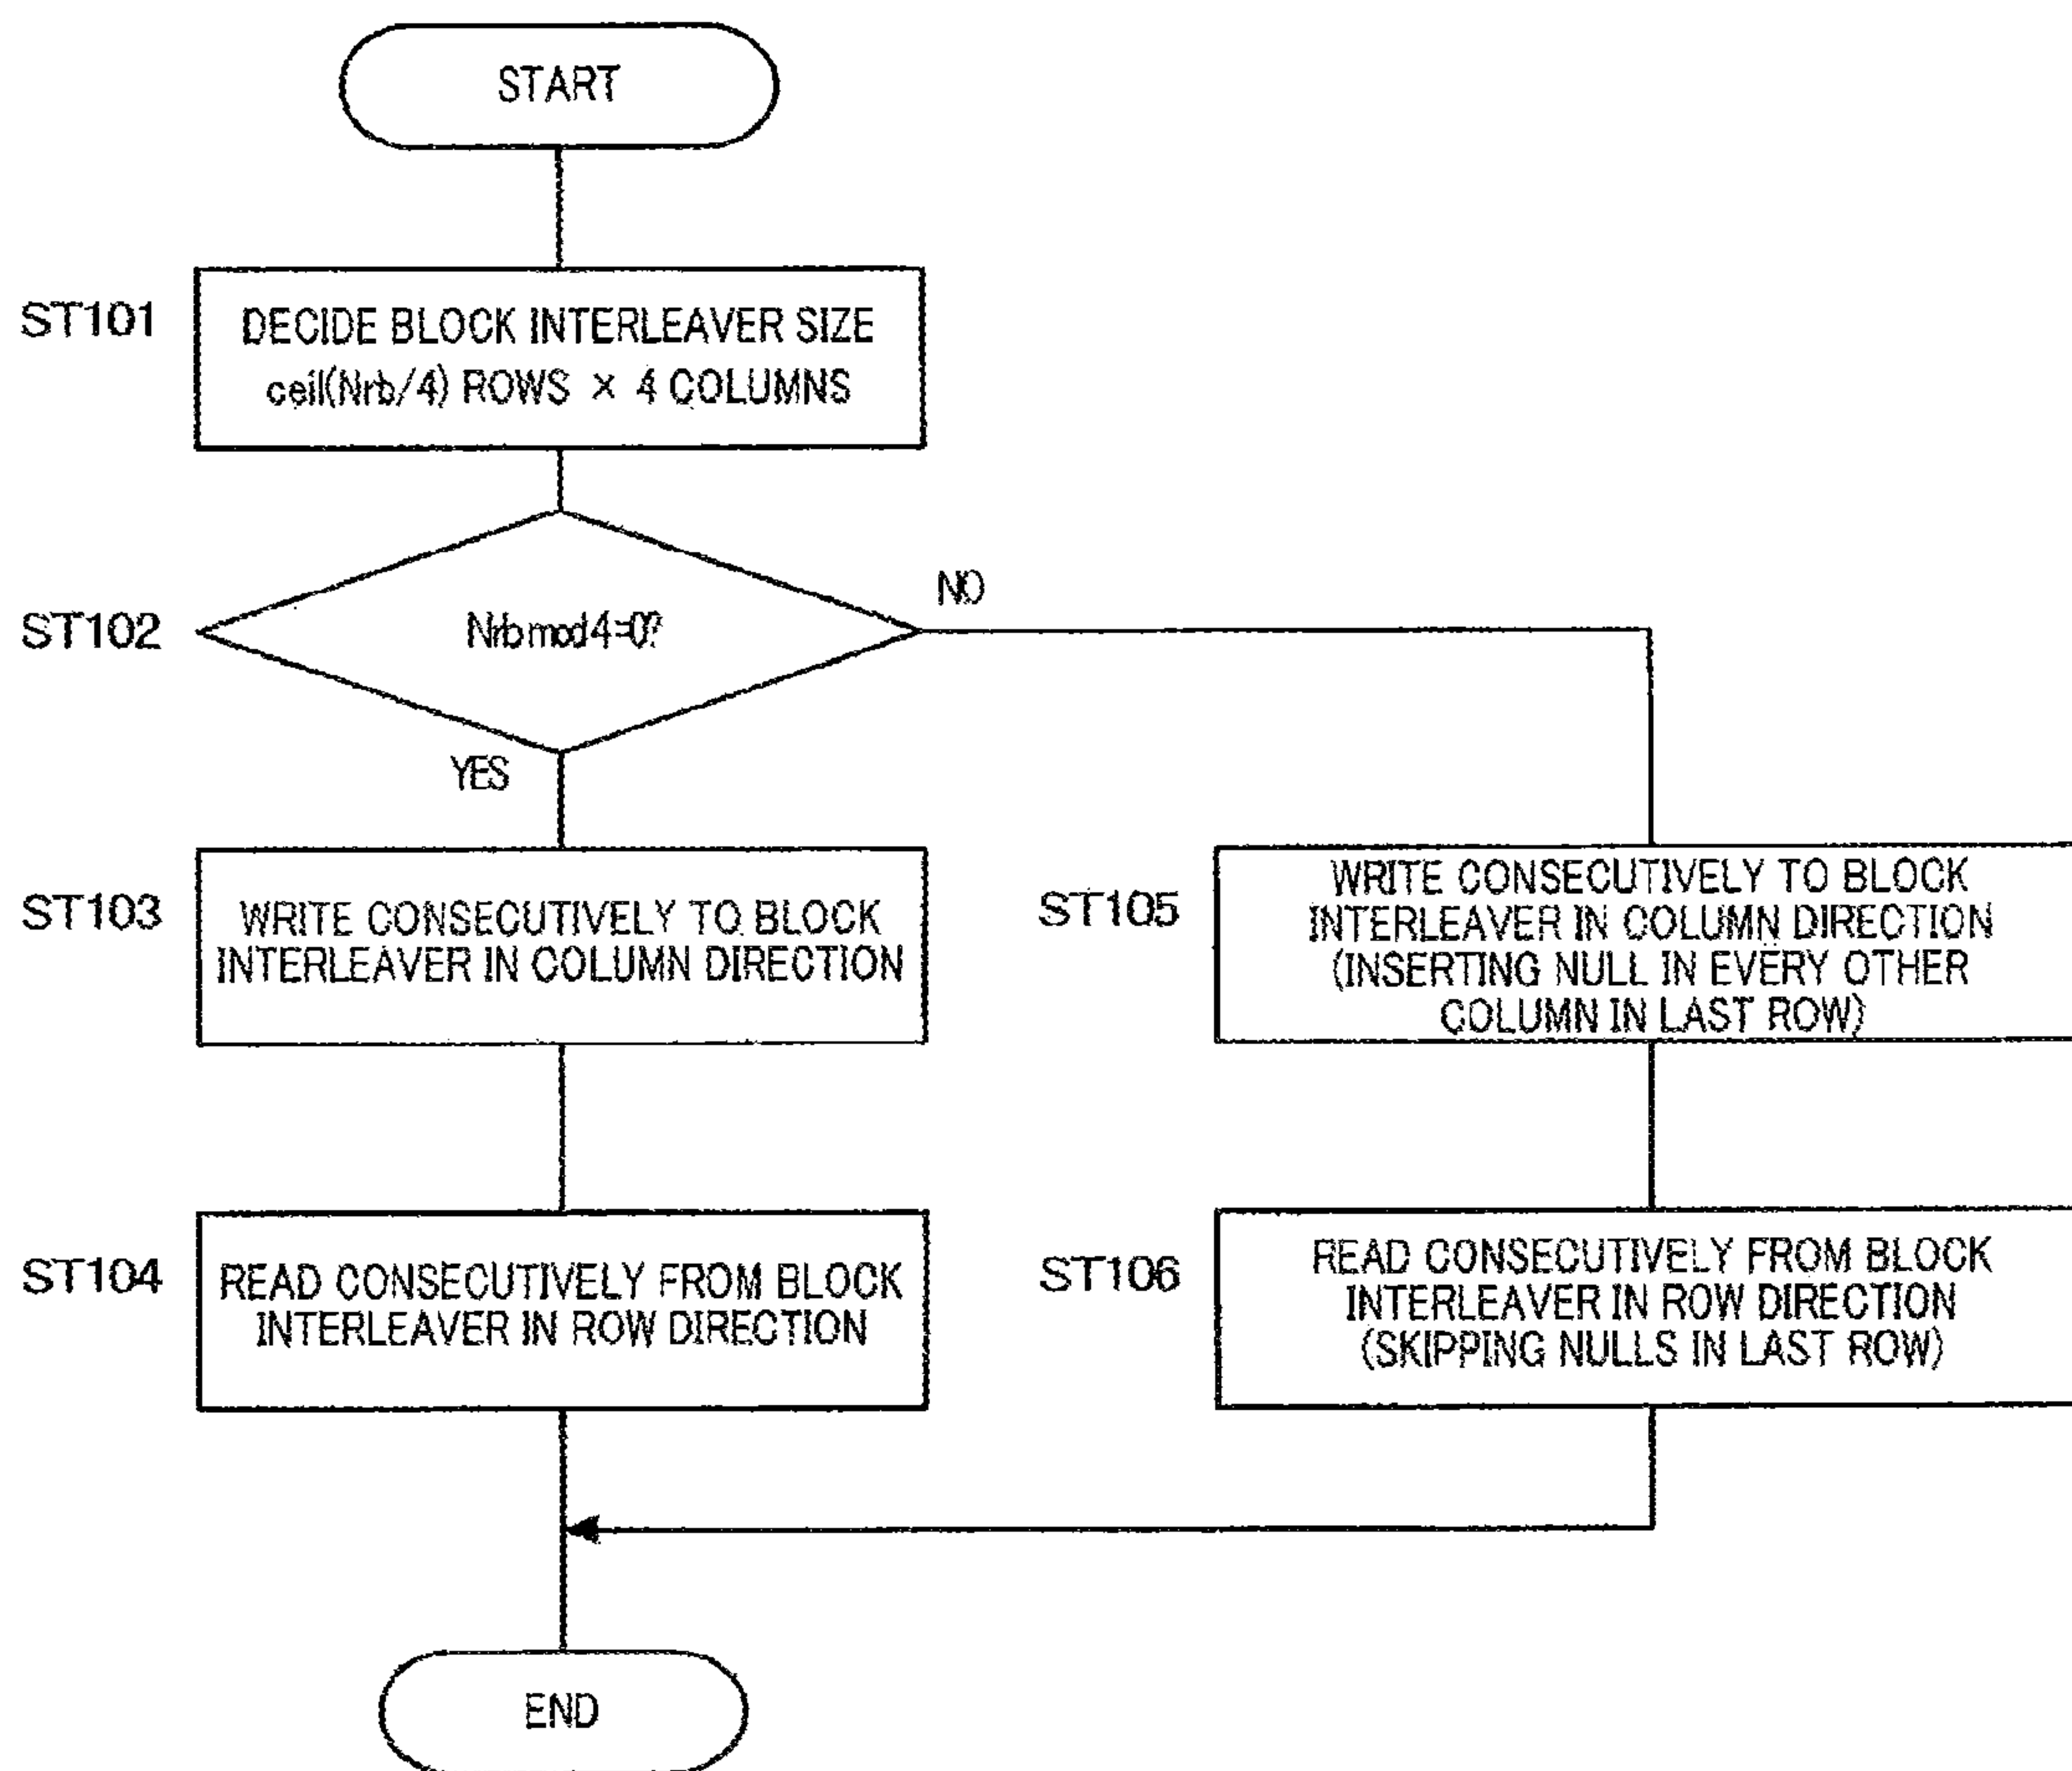 START
ST101
DECIDE BLOCK INTERLEAVER SIZE
ceil(Nrb/4) ROWS × 4 COLUMNS
ST102
Nrb mod 4=0?
NO
YES
ST103
WRITE CONSECUTIVELY TO BLOCK
INTERLEAVER IN COLUMN DIRECTION
ST105
WRITE CONSECUTIVELY TO BLOCK
INTERLEAVER IN COLUMN DIRECTION
(INSERTING NULL IN EVERY OTHER
COLUMN IN LAST ROW)
ST104
READ CONSECUTIVELY FROM BLOCK
INTERLEAVER IN ROW DIRECTION
ST106
READ CONSECUTIVELY FROM BLOCK
INTERLEAVER IN ROW DIRECTION
(SKIPPING NULLS IN LAST ROW)
END